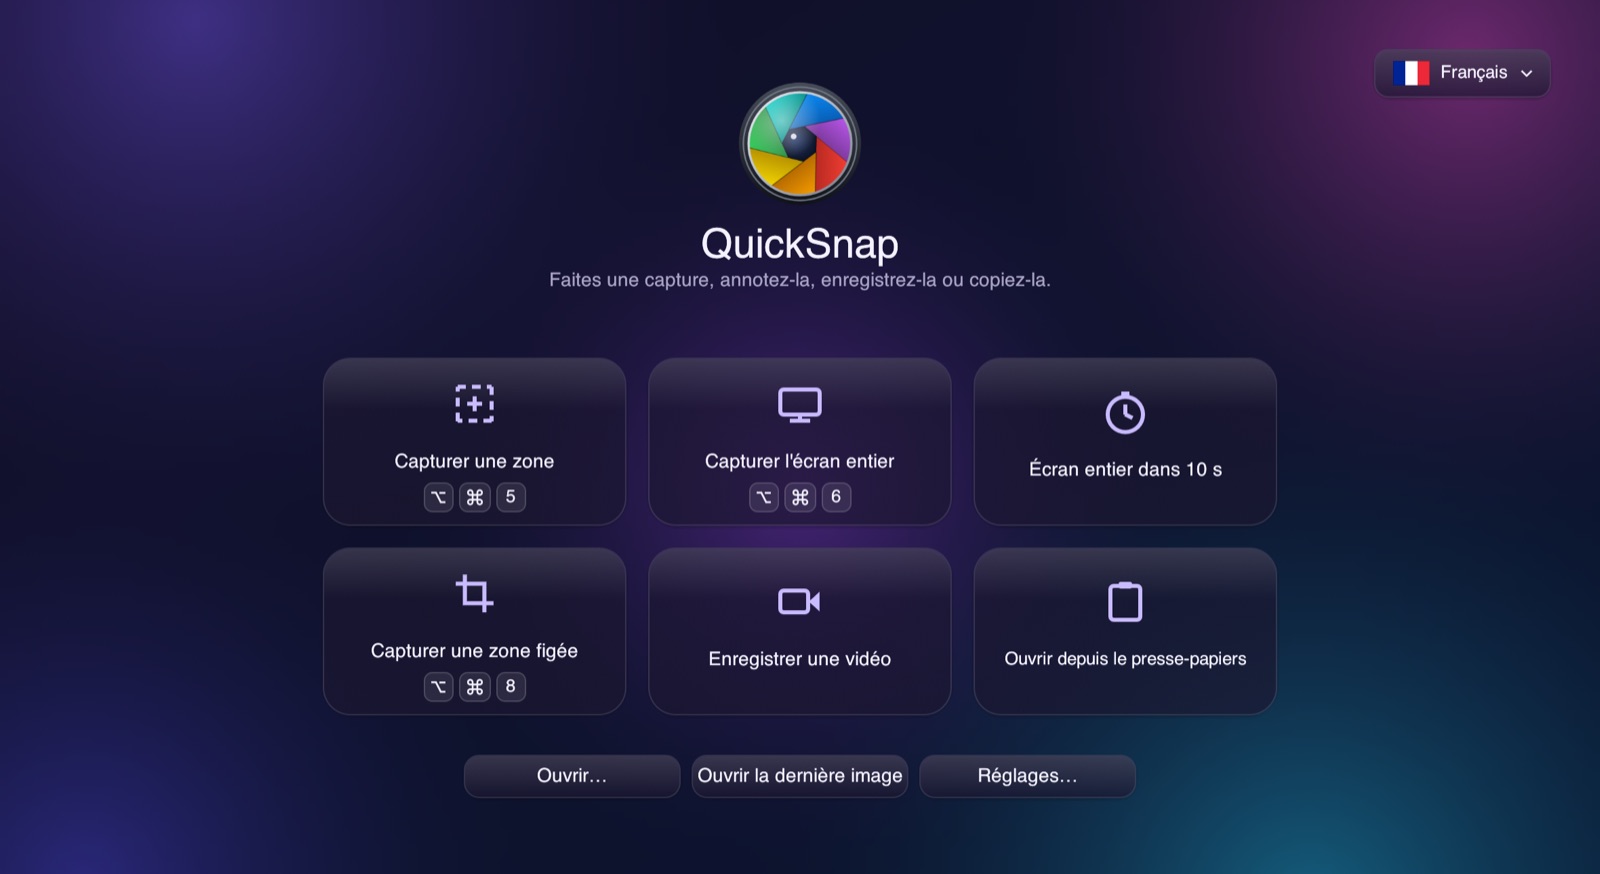 Français
QuickSnap
Faites une capture, annotez-la, enregistrez-la ou copiez-la.
Capturer une zone
⌥ ⌘ 5
Capturer l'écran entier
⌥ ⌘ 6
Écran entier dans 10 s
Capturer une zone figée
⌥ ⌘ 8
Enregistrer une vidéo
Ouvrir depuis le presse-papiers
Ouvrir…
Ouvrir la dernière image
Réglages…